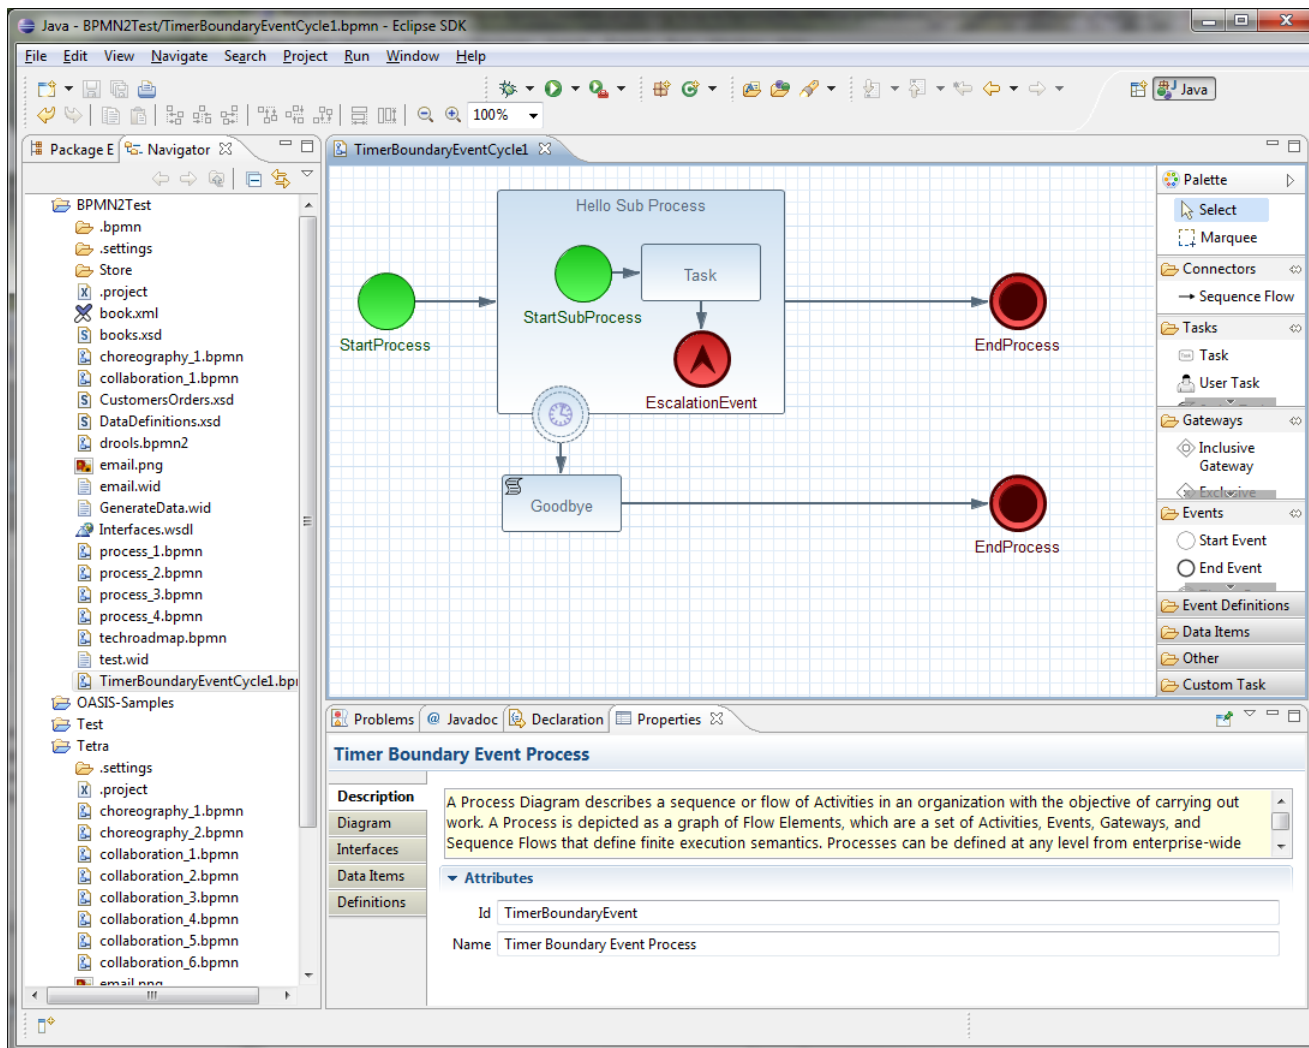 Java - BPMN2Test/TimerBoundaryEventCycle1.bpmn - Eclipse SDK
File Edit View Navigate Search Project Run Window Help
Java
100%
Package E Navigator
BPMN2Test
.bpmn
.settings
Store
.project
book.xml
books.xsd
choreography_1.bpmn
collaboration_1.bpmn
CustomersOrders.xsd
DataDefinitions.xsd
drools.bpmn2
email.png
email.wid
GenerateData.wid
Interfaces.wsdl
process_1.bpmn
process_2.bpmn
process_3.bpmn
process_4.bpmn
techroadmap.bpmn
test.wid
TimerBoundaryEventCycle1.bp
OASIS-Samples
Test
Tetra
.settings
.project
choreography_1.bpmn
choreography_2.bpmn
collaboration_1.bpmn
collaboration_2.bpmn
collaboration_3.bpmn
collaboration_4.bpmn
collaboration_5.bpmn
collaboration_6.bpmn
email.png
TimerBoundaryEventCycle1
Hello Sub Process
Task
StartSubProcess
StartProcess
EscalationEvent
EndProcess
Goodbye
EndProcess
Palette
Select
Marquee
Connectors
Sequence Flow
Tasks
Task
User Task
Gateways
Inclusive
Gateway
Exclusive
Events
Start Event
End Event
Event Definitions
Data Items
Other
Custom Task
Problems @ Javadoc Declaration Properties
Timer Boundary Event Process
Description
Diagram
Interfaces
Data Items
Definitions
A Process Diagram describes a sequence or flow of Activities in an organization with the objective of carrying out
work. A Process is depicted as a graph of Flow Elements, which are a set of Activities, Events, Gateways, and
Sequence Flows that define finite execution semantics. Processes can be defined at any level from enterprise-wide
Attributes
Id TimerBoundaryEvent
Name Timer Boundary Event Process